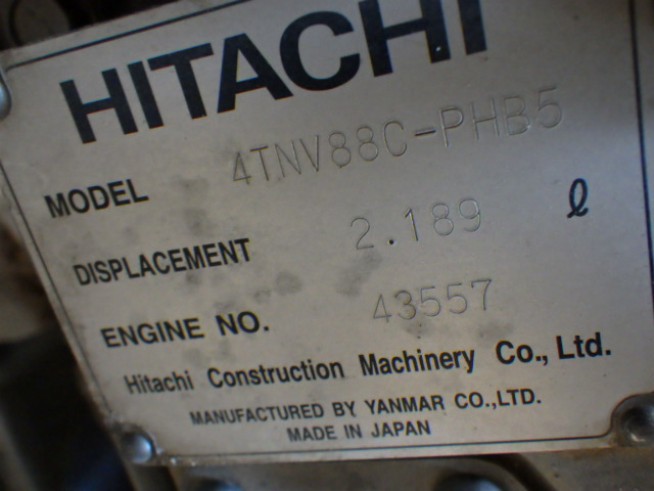 HITACHI
MODEL 4TNV88C-PHB5
DISPLACEMENT 2.189 ℓ
ENGINE NO. 43557
Hitachi Construction Machinery Co., Ltd.
MANUFACTURED BY YANMAR CO.,LTD.
MADE IN JAPAN